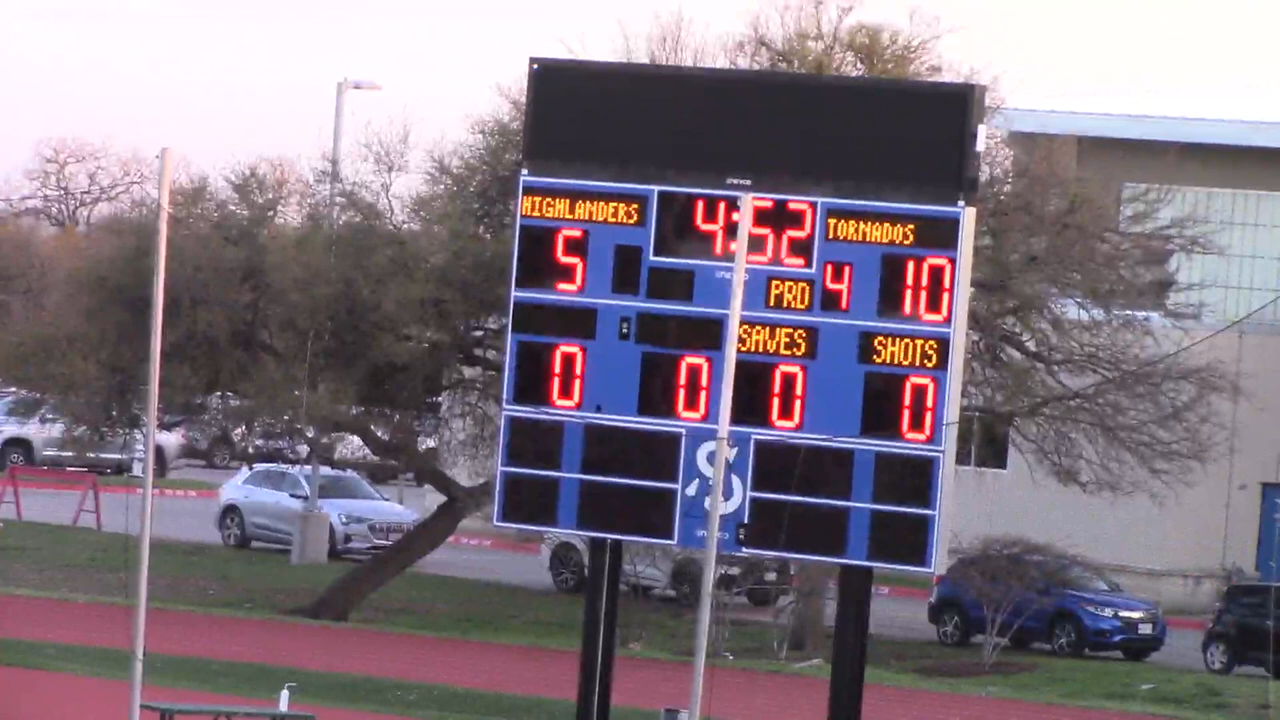 HIGHLANDERS 4:52 TORNADOS
5 PRD 4 10
SAVES SHOTS
0 0 0 0
S